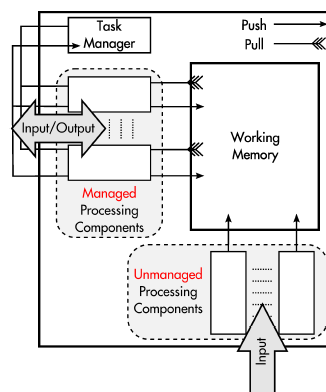 Task
Manager
Push
Pull
Input/Output
Working
Memory
Managed
Processing
Components
Unmanaged
Processing
Components
Input